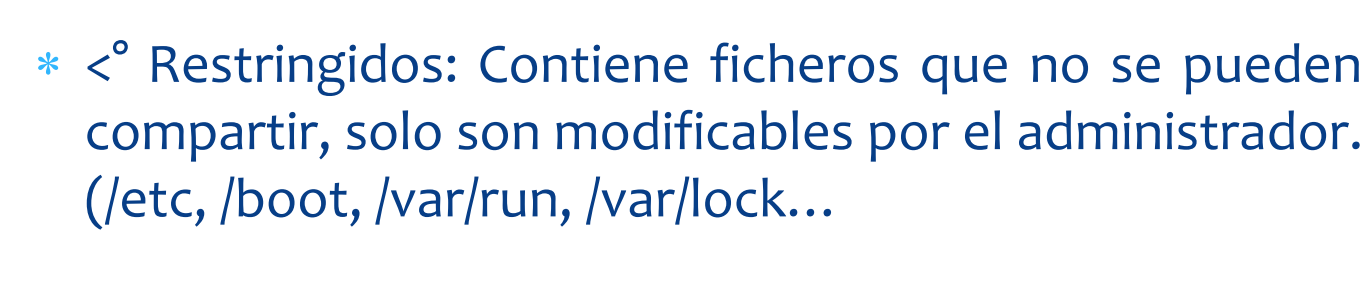 * <° Restringidos: Contiene ficheros que no se pueden
compartir, solo son modificables por el administrador.
(/etc, /boot, /var/run, /var/lock…